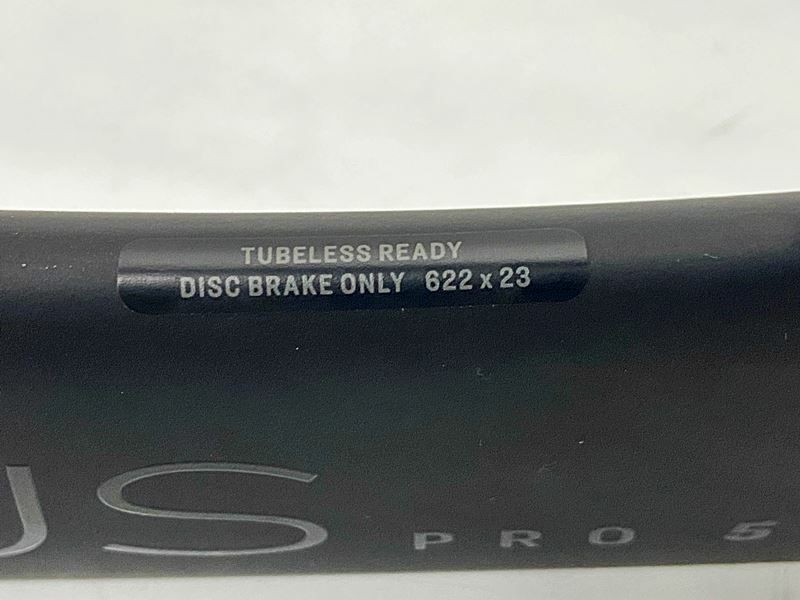 TUBELESS READY
DISC BRAKE ONLY 622 x 23
US PRO 5